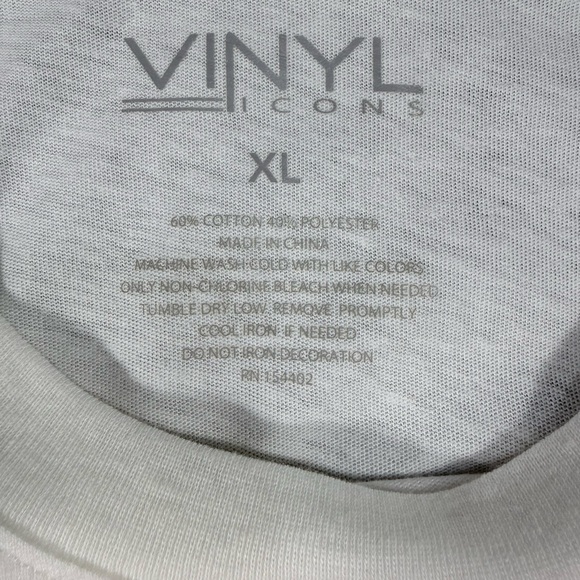 VINYL
ICONS
XL
60% COTTON 40% POLYESTER
MADE IN CHINA
MACHINE WASH COLD WITH LIKE COLORS
ONLY NON-CHLORINE BLEACH WHEN NEEDED
TUMBLE DRY LOW. REMOVE PROMPTLY
COOL IRON IF NEEDED
DO NOT IRON DECORATION
RN 154402